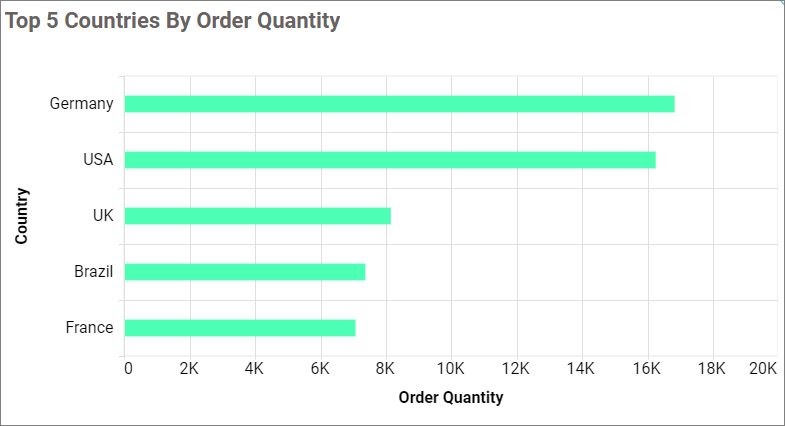 Top 5 Countries By Order Quantity
Germany
USA
UK
Brazil
France
Country
0 2K 4K 6K 8K 10K 12K 14K 16K 18K 20K
Order Quantity